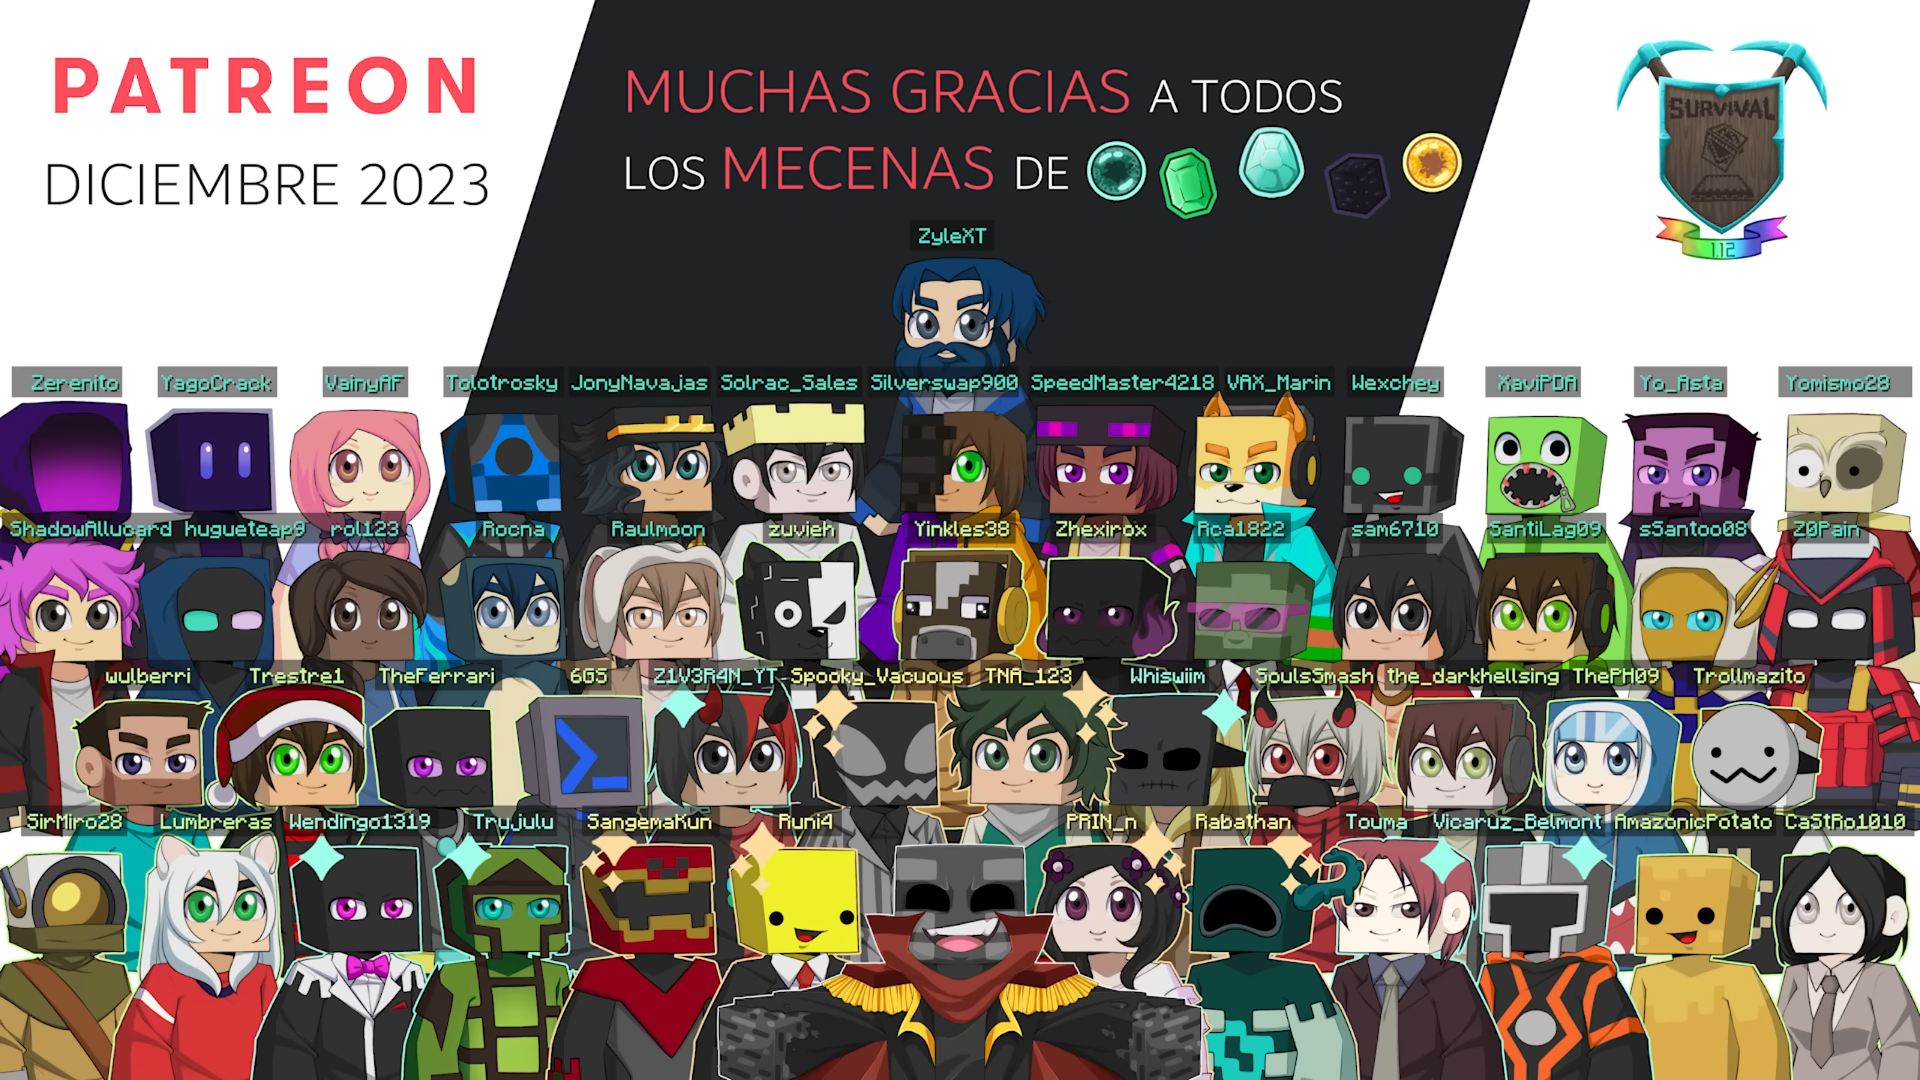 PATREON
DICIEMBRE 2023
MUCHAS GRACIAS A TODOS
LOS MECENAS DE
SURVIVAL
1.12
ZyleXT
Zerenito YagoCrack VainyAF Tolotrosky JonyNavajas Solrac_Sales Silverswap900 SpeedMaster4218 VAX_Marin Wexchey XaviPDA Yo_Asta Yomismo28
ShadowAllucard hugueteap9 rol123 Rocna Raulmoon zuvieh Yinkles38 Zhexirox Aca1822 sam6710 SantiLag09 sSantoo08 Z0Pain
wulberri Trestre1 TheFerrari 6GS Z1V3R4N_YT Spooky_Vacuous TNA_123 Whiswiim SoulsSmash the_darkhellsing ThePH09 Trollmazito
SirMiro28 Lumbreras Wendingo1319 Trujulu SangemaKun Runi4 PRIN_n Rabathan Touma Vicaruz_Belmont AmazonicPotato CaStRo1010